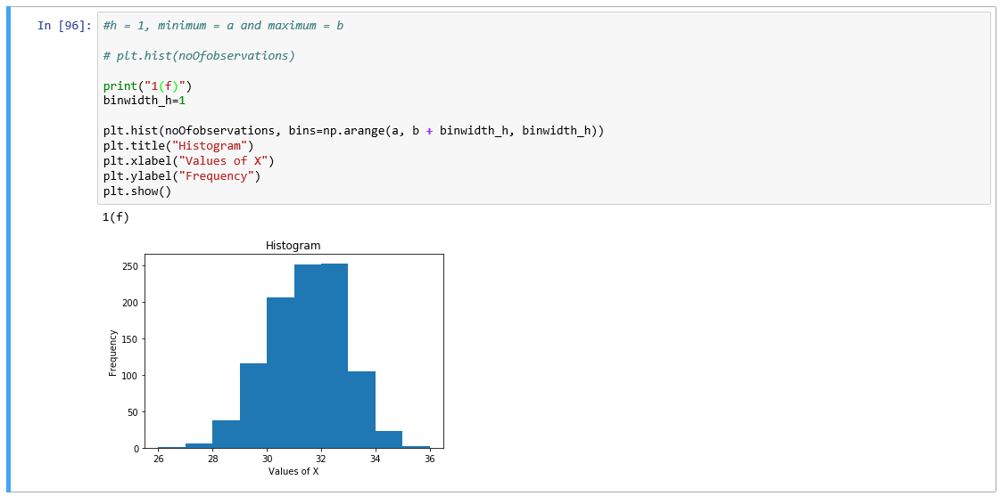 In [96]: #h = 1, minimum = a and maximum = b
# plt.hist(noOfobservations)
print("1(f)")
binwidth_h=1
plt.hist(noOfobservations, bins=np.arange(a, b + binwidth_h, binwidth_h))
plt.title("Histogram")
plt.xlabel("Values of X")
plt.ylabel("Frequency")
plt.show()
1(f)
Histogram
Frequency
250
200
150
100
50
0
26 28 30 32 34 36
Values of X